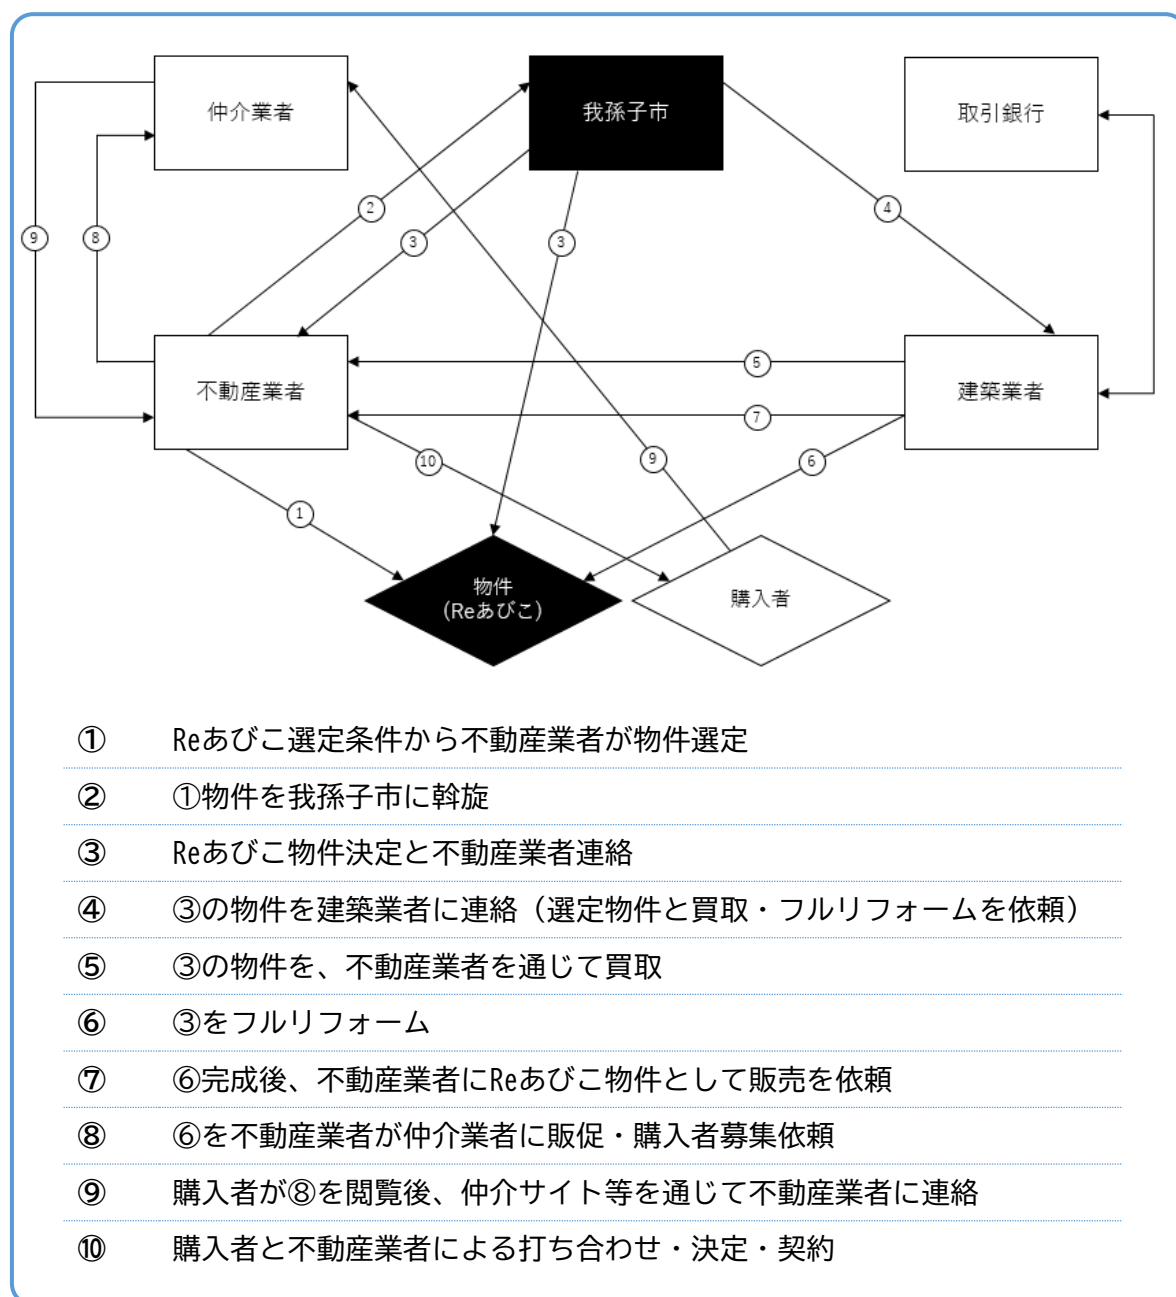 仲介業者
我孫子市
取引銀行
②
④
③
③
⑨
⑧
⑤
不動産業者
建築業者
⑦
⑩
⑨
⑥
①
物件
(Reあびこ)
購入者
① Reあびこ選定条件から不動産業者が物件選定
② ①物件を我孫子市に斡旋
③ Reあびこ物件決定と不動産業者連絡
④ ③の物件を建築業者に連絡（選定物件と買取・フルリフォームを依頼）
⑤ ③の物件を、不動産業者を通じて買取
⑥ ③をフルリフォーム
⑦ ⑥完成後、不動産業者にReあびこ物件として販売を依頼
⑧ ⑥を不動産業者が仲介業者に販促・購入者募集依頼
⑨ 購入者が⑧を閲覧後、仲介サイト等を通じて不動産業者に連絡
⑩ 購入者と不動産業者による打ち合わせ・決定・契約